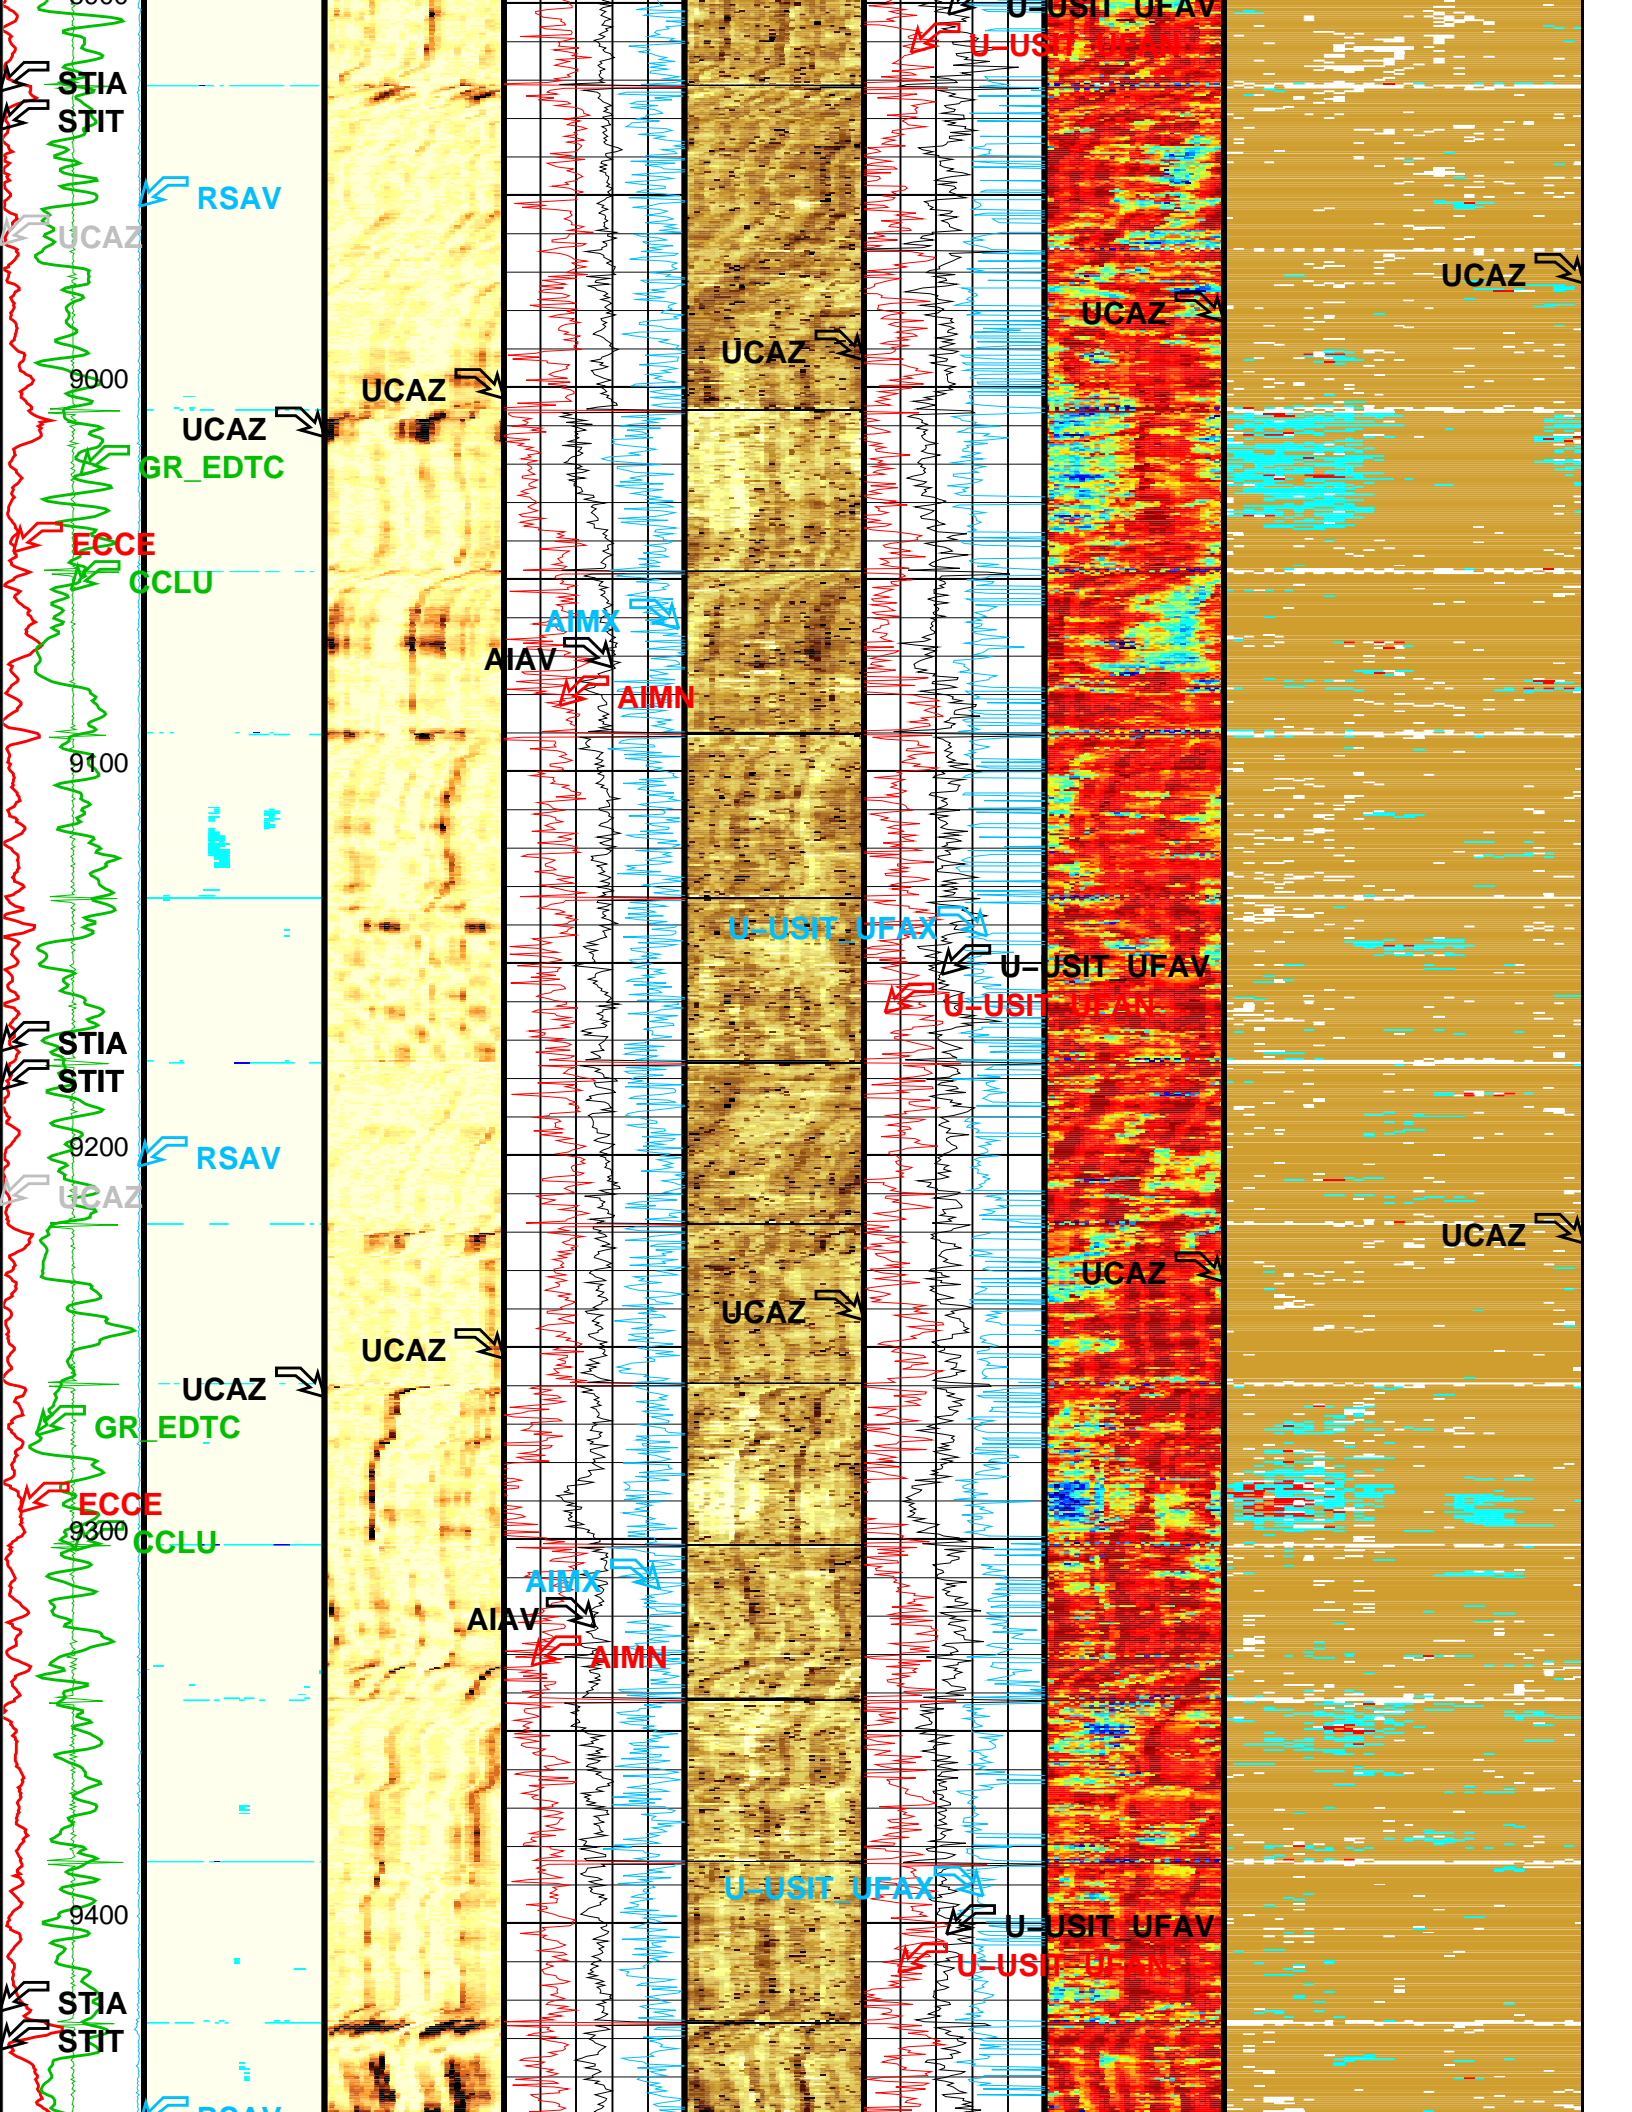 8900
U-USIT_UFAV
U-USIT_UFAN
STIA
STIT
RSAV
UCAZ
UCAZ
UCAZ
UCAZ
9000
UCAZ
UCAZ
GR_EDTC
ECCE
CCLU
AIMX
AIAV
AIMN
9100
U-USIT_UFAX
U-USIT_UFAV
U-USIT_UFAN
STIA
STIT
9200
RSAV
UCAZ
UCAZ
UCAZ
UCAZ
UCAZ
UCAZ
GR_EDTC
ECCE
9300
CCLU
AIMX
AIAV
AIMN
U-USIT_UFAX
9400
U-USIT_UFAV
U-USIT_UFAN
STIA
STIT
RSAV